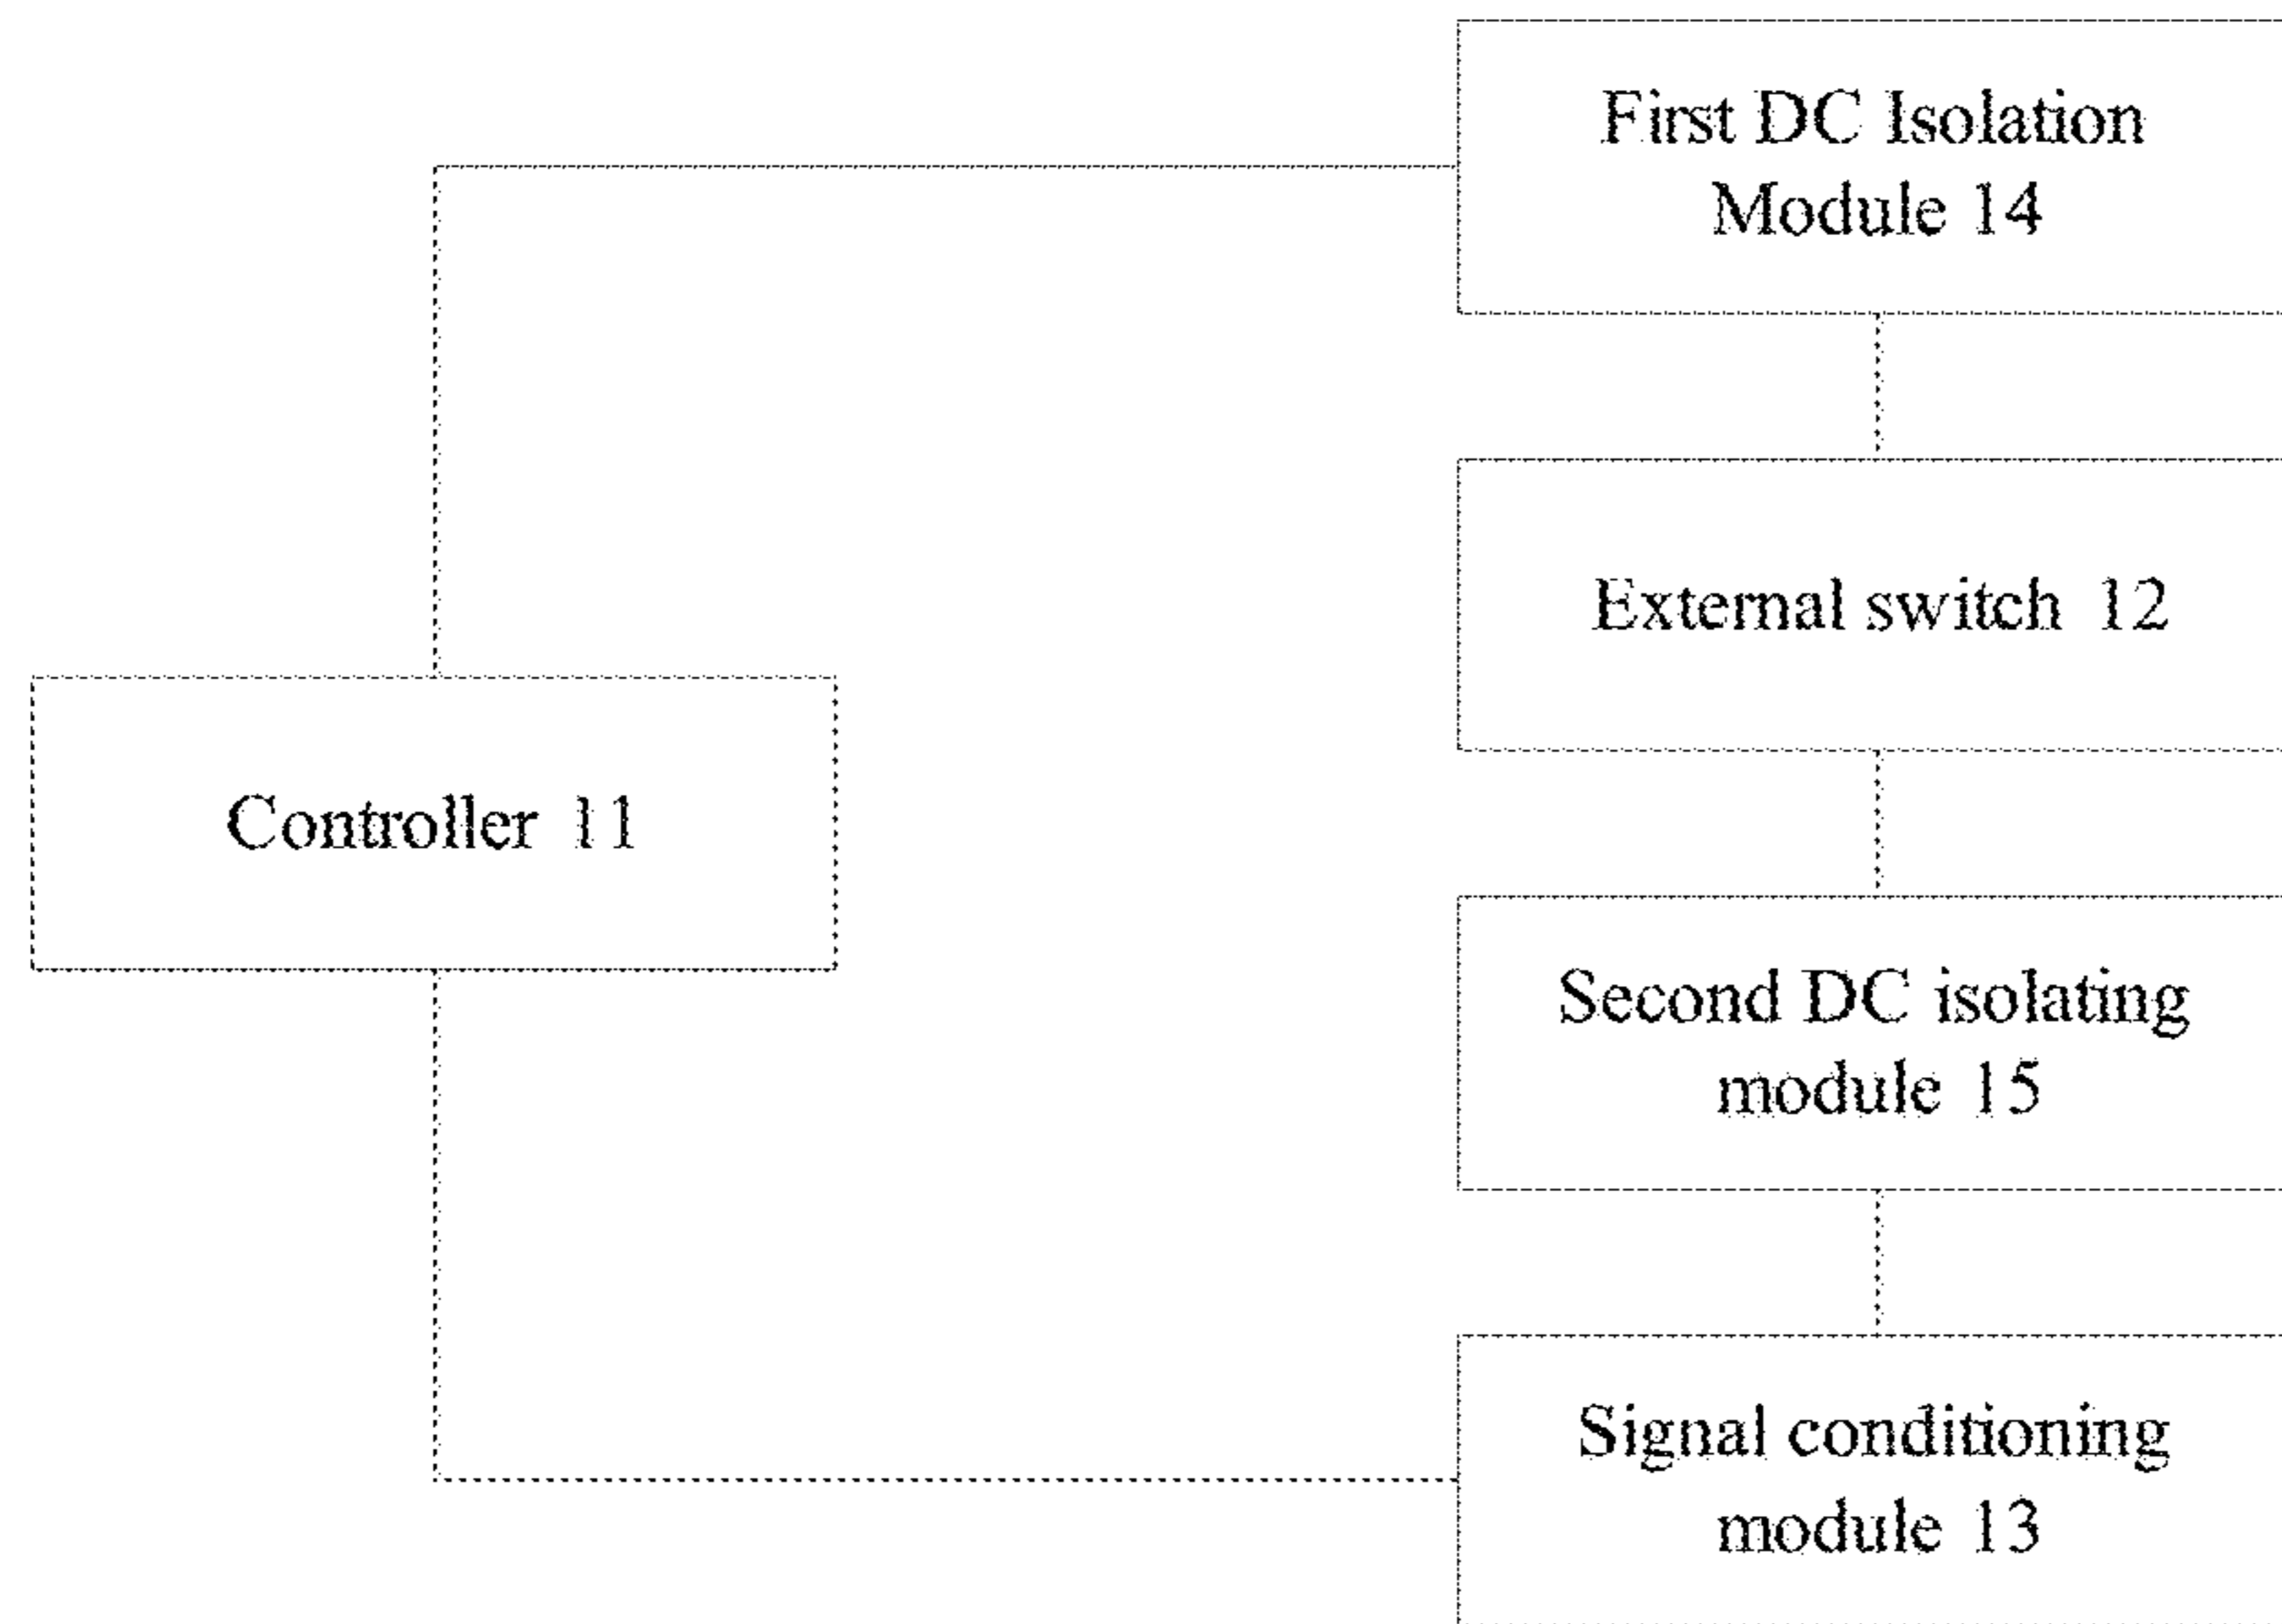 First DC Isolation
Module 14
External switch 12
Controller 11
Second DC isolating
module 15
Signal conditioning
module 13